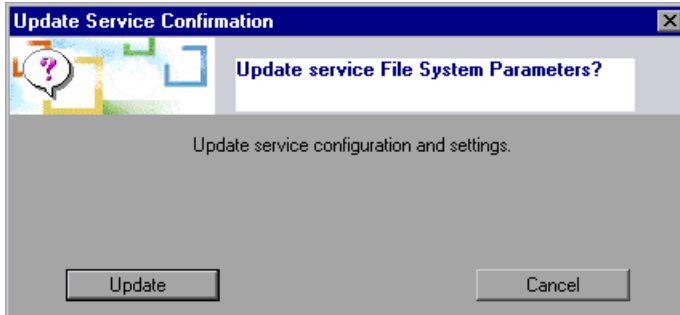 Update Service Confirmation
?
Update service File System Parameters?
Update service configuration and settings.
Update
Cancel